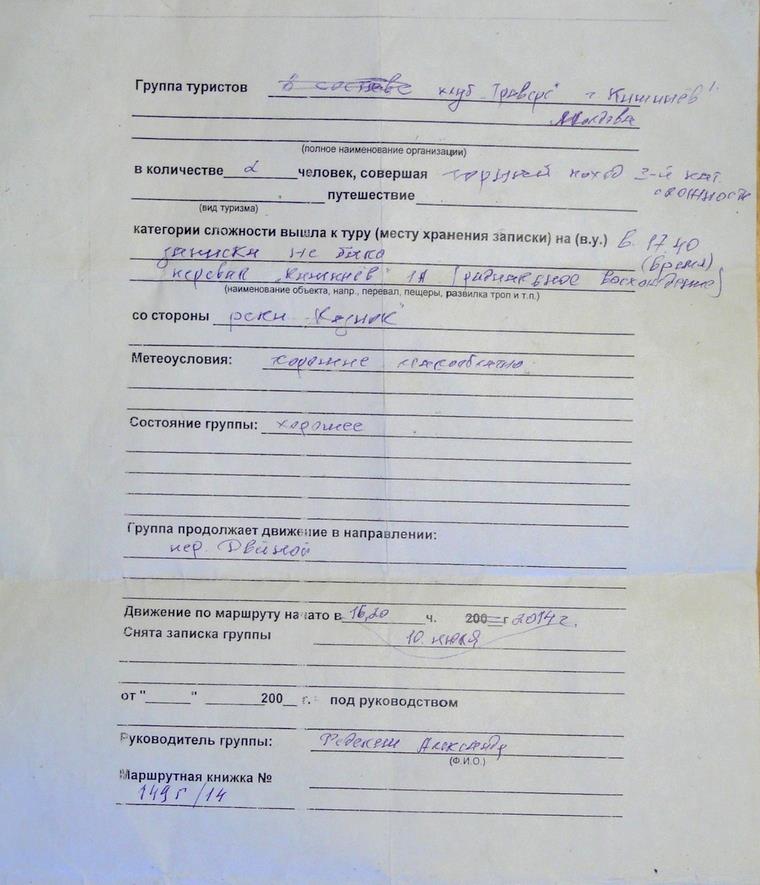 Группа туристов в составе клуб "Траверс" г Кишинёв
Молдова
(полное наименование организации)
в количестве 2 человек, совершая горный поход 3-й кат.
сложности
путешествие
(вид туризма)
категории сложности вышла к туру (месту хранения записки) на (в.у.) В 17 40
(время)
записки не было
перевал "Кишинёв" 1А (радиальное восхождение)
(наименование объекта, напр., перевал, пещеры, развилка троп и т.п.)
со стороны реки
Метеоусловия: хорошие
Состояние группы: хорошее
Группа продолжает движение в направлении:
пер. Двойной
Движение по маршруту начато в 16,20 ч. 200 г 2014 г.
Снята записка группы 10. июля
от " " 200 г. под руководством
Руководитель группы: Александр
(Ф.И.О.)
Маршрутная книжка №
149 г /14